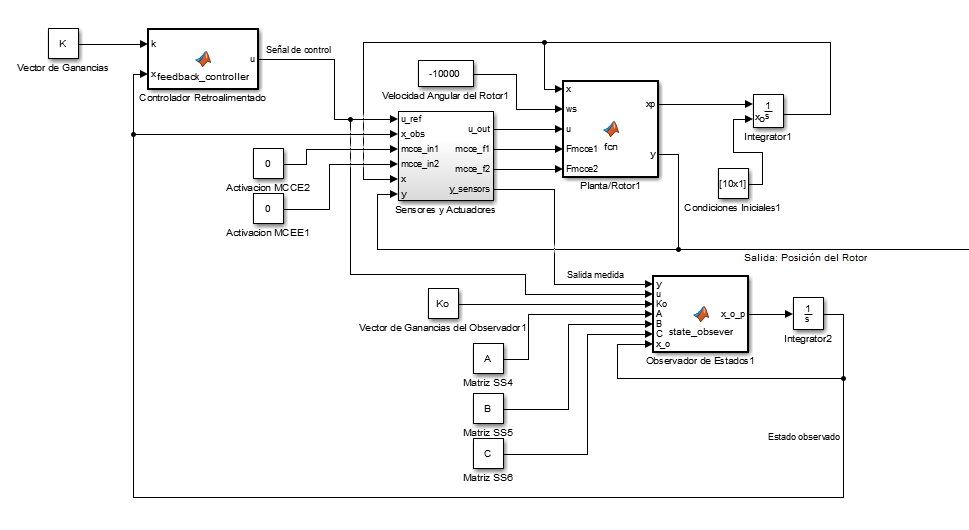 K
Vector de Ganancias
k
x
u
feedback_controller
Controlador Retroalimentado
Señal de control
-10000
Velocidad Angular del Rotor1
0
Activacion MCCE2
0
Activacion MCEE1
u_ref
x_obs
mcce_in1
mcce_in2
x
y
u_out
mcce_f1
mcce_f2
y_sensors
Sensores y Actuadores
x
ws
u
Fmcce1
Fmcce2
fcn
xp
y
Planta/Rotor1
1
s
xo
Integrator1
[10x1]
Condiciones Iniciales1
Salida: Posición del Rotor
Salida medida
Ko
Vector de Ganancias del Observador1
A
Matriz SS4
B
Matriz SS5
C
Matriz SS6
y
u
Ko
A
B
C
x_o
state_obsever
x_o_p
Observador de Estados1
1
s
Integrator2
Estado observado